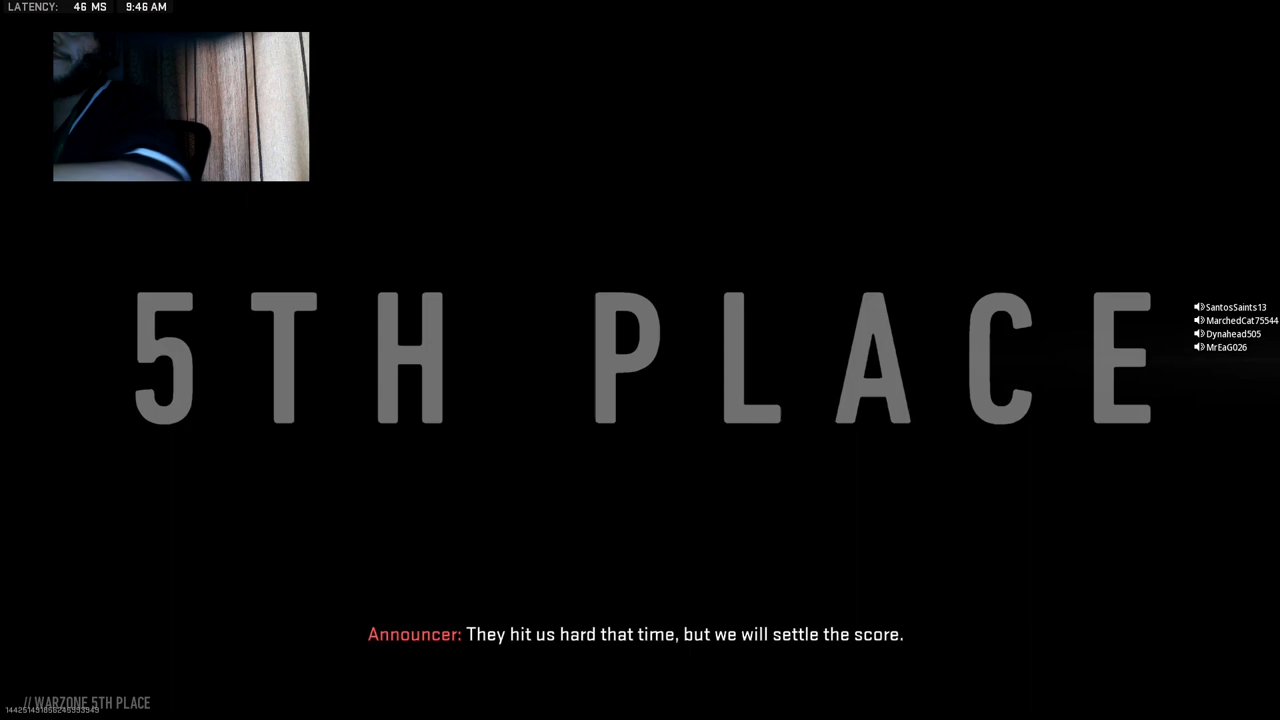 LATENCY: 46 MS 9:46 AM
5TH PLACE
SantosSaints13
MarchedCat75544
Dynahead505
MrEaG026
Announcer: They hit us hard that time, but we will settle the score.
// WARZONE 5TH PLACE